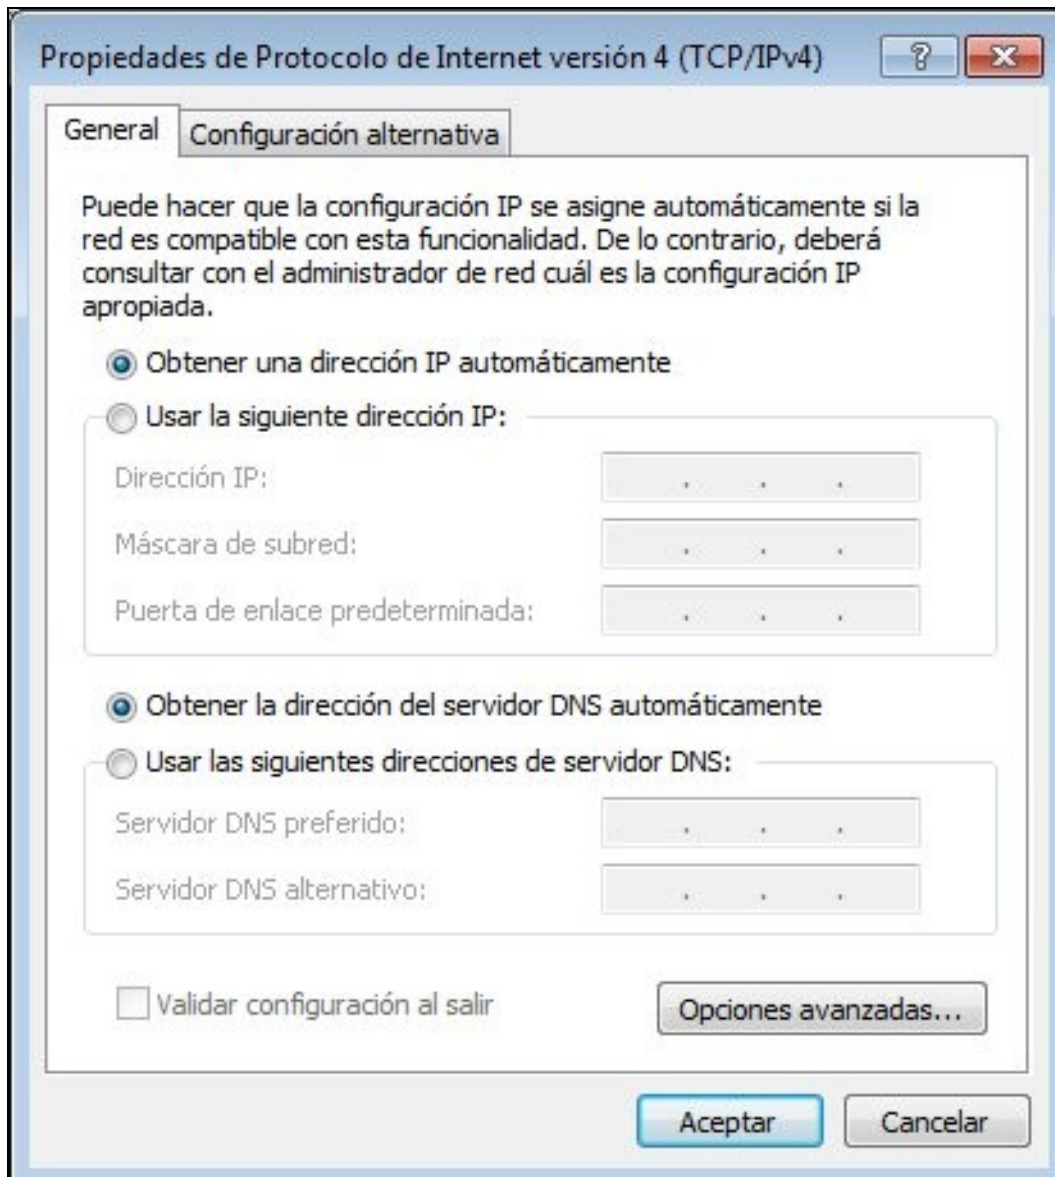 Propiedades de Protocolo de Internet versión 4 (TCP/IPv4)
General
Configuración alternativa
Puede hacer que la configuración IP se asigne automáticamente si la
red es compatible con esta funcionalidad. De lo contrario, deberá
consultar con el administrador de red cuál es la configuración IP
apropiada.
Obtener una dirección IP automáticamente
Usar la siguiente dirección IP:
Dirección IP:
Máscara de subred:
Puerta de enlace predeterminada:
Obtener la dirección del servidor DNS automáticamente
Usar las siguientes direcciones de servidor DNS:
Servidor DNS preferido:
Servidor DNS alternativo:
Validar configuración al salir
Opciones avanzadas...
Aceptar
Cancelar